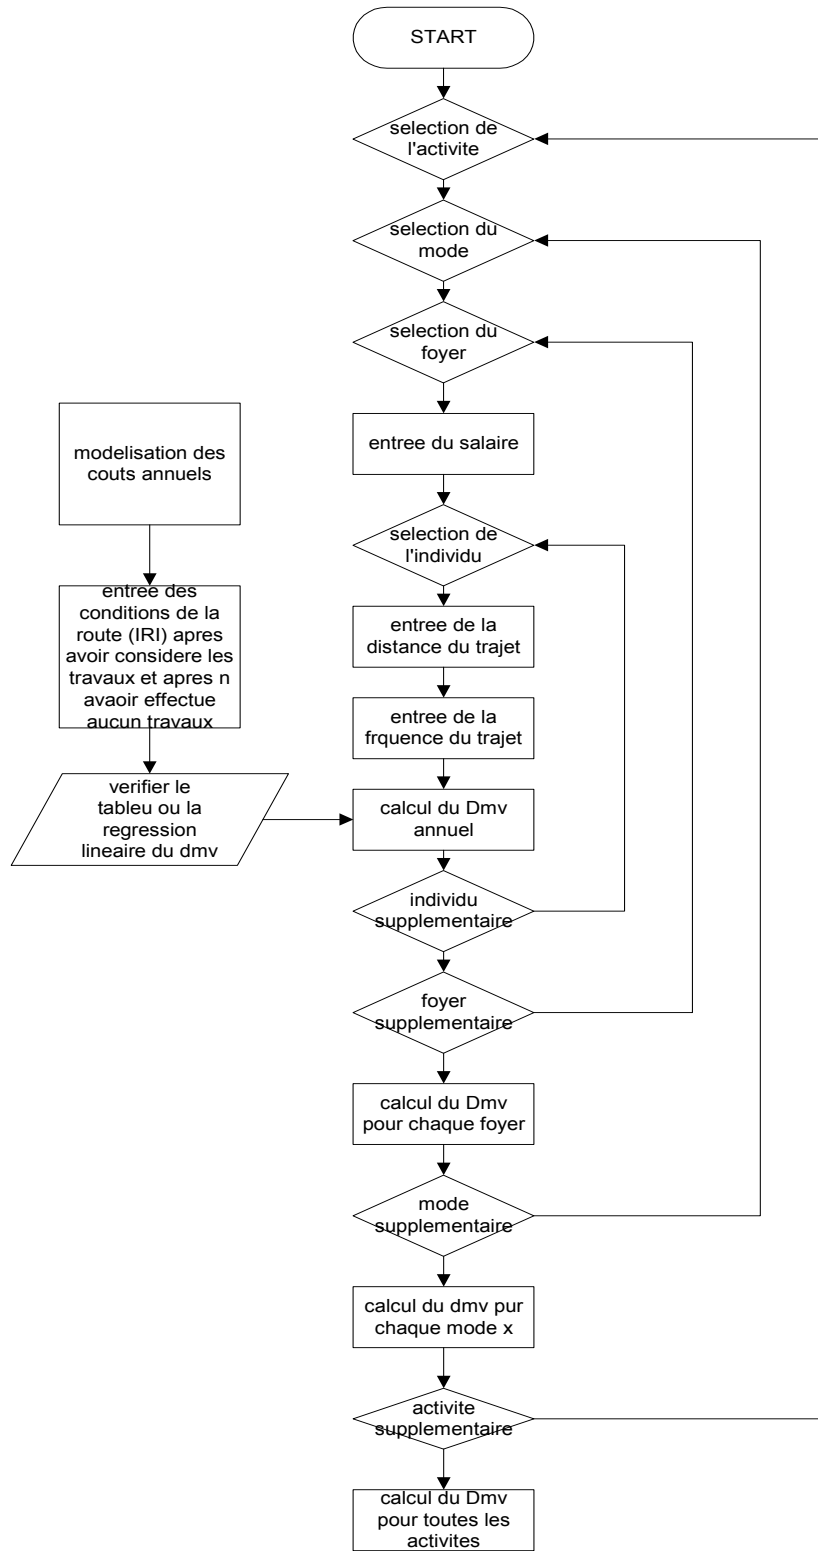 START
selection de
l'activite
selection du
mode
selection du
foyer
entree du salaire
selection de
l'individu
entree de la
distance du trajet
entree de la
frquence du trajet
modelisation des
couts annuels
entree des
conditions de la
route (IRI) apres
avoir considere les
travaux et apres n
avaoir effectue
aucun travaux
verifier le
tableu ou la
regression
lineaire du dmv
calcul du Dmv
annuel
individu
supplementaire
foyer
supplementaire
calcul du Dmv
pour chaque foyer
mode
supplementaire
calcul du dmv pur
chaque mode x
activite
supplementaire
calcul du Dmv
pour toutes les
activites